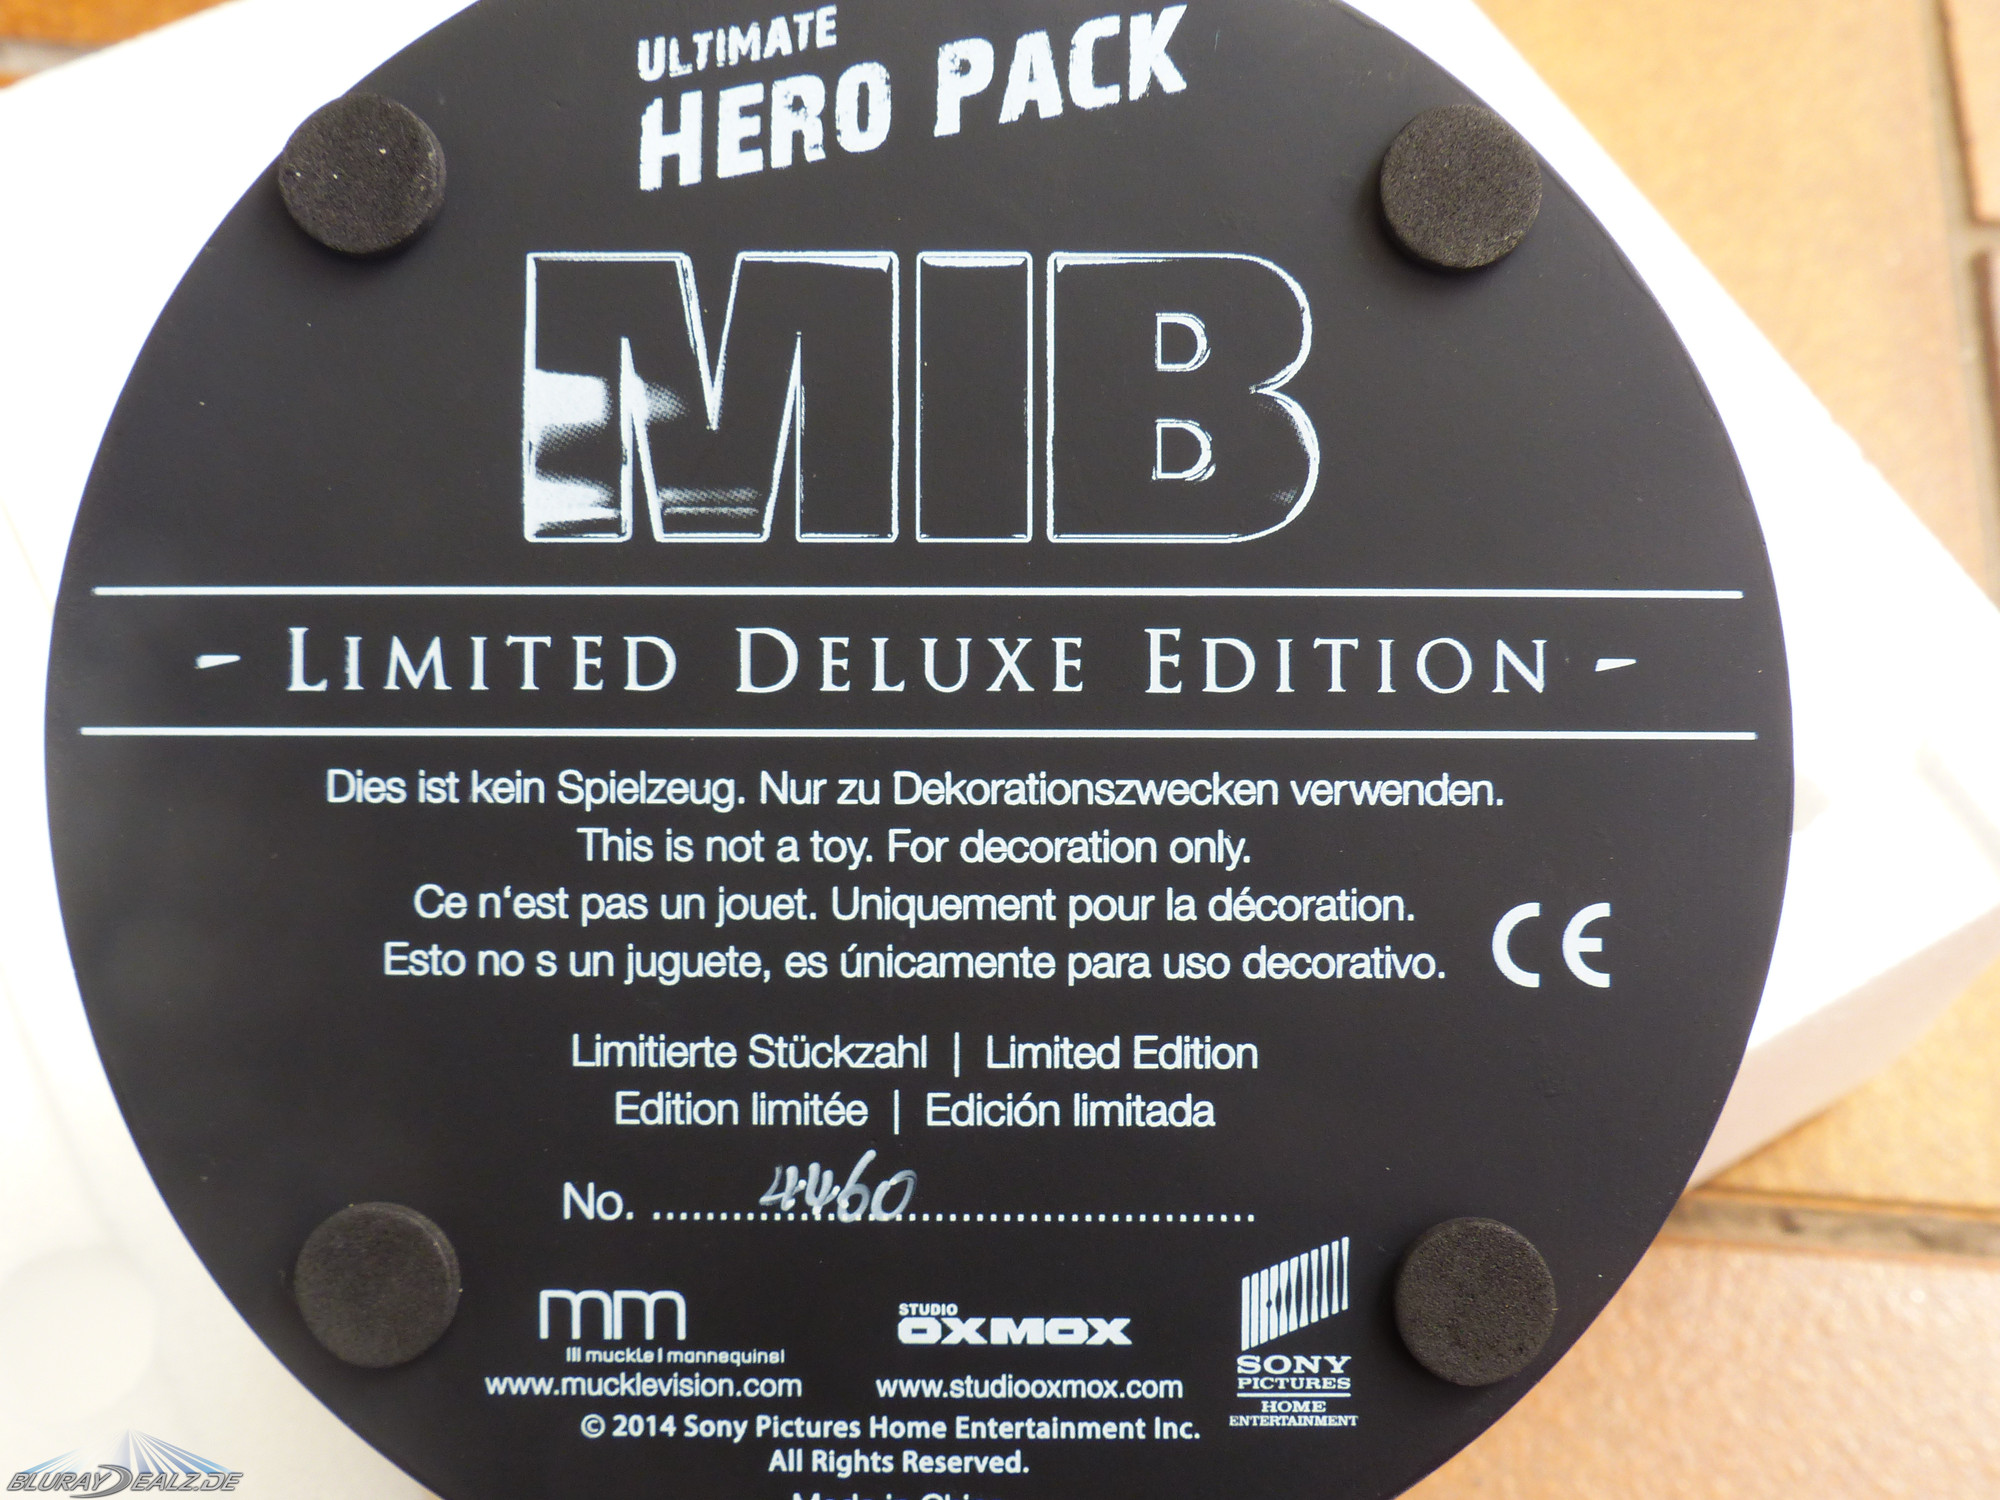 ULTIMATE
HERO PACK
MIB
- LIMITED DELUXE EDITION -
Dies ist kein Spielzeug. Nur zu Dekorationszwecken verwenden.
This is not a toy. For decoration only.
Ce n‘est pas un jouet. Uniquement pour la décoration.
Esto no s un juguete, es únicamente para uso decorativo.
CE
Limitierte Stückzahl | Limited Edition
Edition limitée | Edición limitada
No. 4460
mm
muckle mannequins
www.mucklevision.com
STUDIO
OXMOX
www.studiooxmox.com
SONY
PICTURES
HOME
ENTERTAINMENT
© 2014 Sony Pictures Home Entertainment Inc.
All Rights Reserved.
BLURAYDEALZ.DE